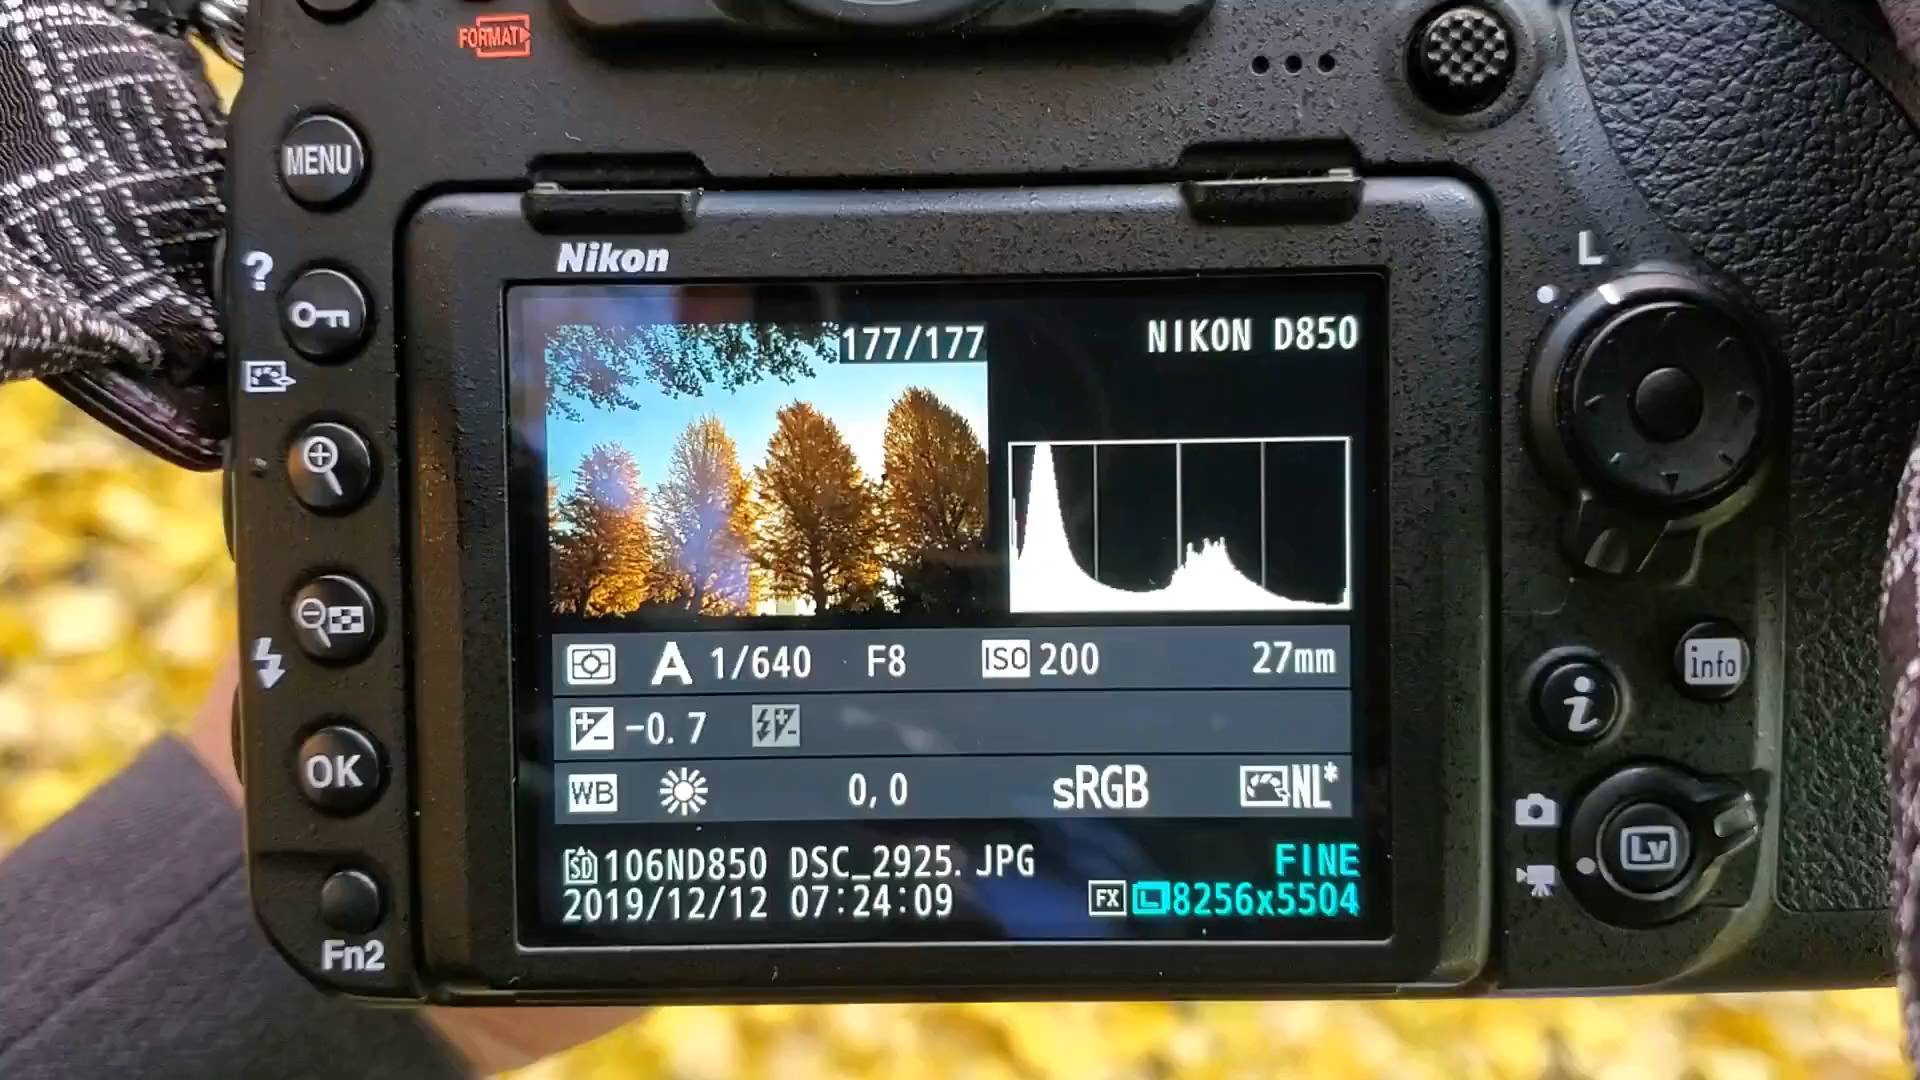 FORMAT
MENU
Nikon
?
L
177/177
NIKON D850
A 1/640 F8 ISO 200 27mm
info
i
-0.7
OK
WB 0, 0 sRGB NL*
Lv
SD 106ND850 DSC_2925.JPG FINE
2019/12/12 07:24:09 FX L 8256x5504
Fn2